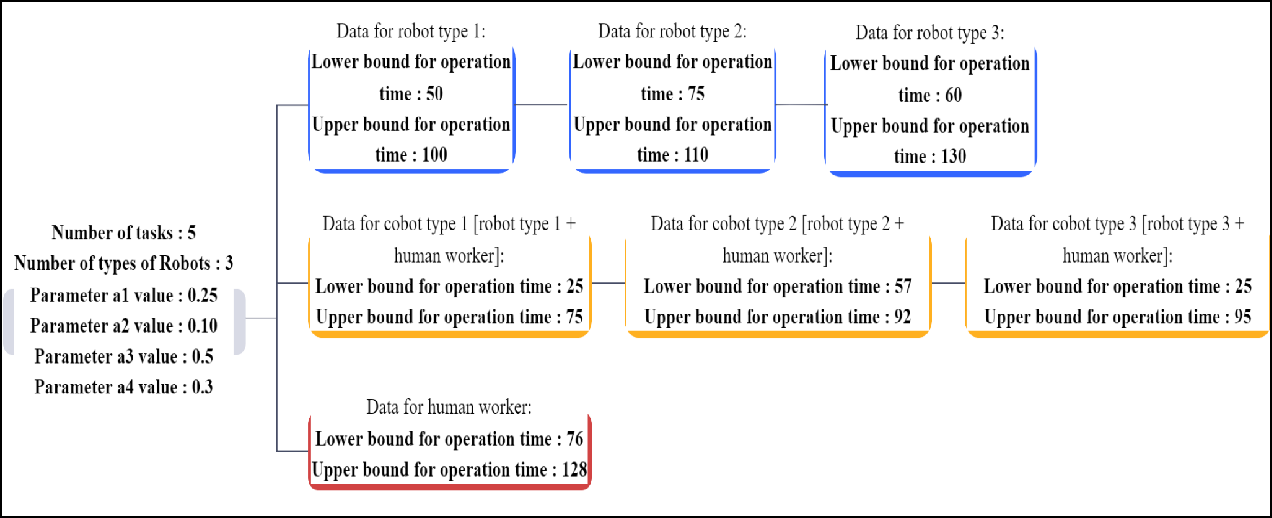 Number of tasks : 5
Number of types of Robots : 3
Parameter a1 value : 0.25
Parameter a2 value : 0.10
Parameter a3 value : 0.5
Parameter a4 value : 0.3
Data for robot type 1:
Lower bound for operation
time : 50
Upper bound for operation
time : 100
Data for robot type 2:
Lower bound for operation
time : 75
Upper bound for operation
time : 110
Data for robot type 3:
Lower bound for operation
time : 60
Upper bound for operation
time : 130
Data for cobot type 1 [robot type 1 +
human worker]:
Lower bound for operation time : 25
Upper bound for operation time : 75
Data for cobot type 2 [robot type 2 +
human worker]:
Lower bound for operation time : 57
Upper bound for operation time : 92
Data for cobot type 3 [robot type 3 +
human worker]:
Lower bound for operation time : 25
Upper bound for operation time : 95
Data for human worker:
Lower bound for operation time : 76
Upper bound for operation time : 128